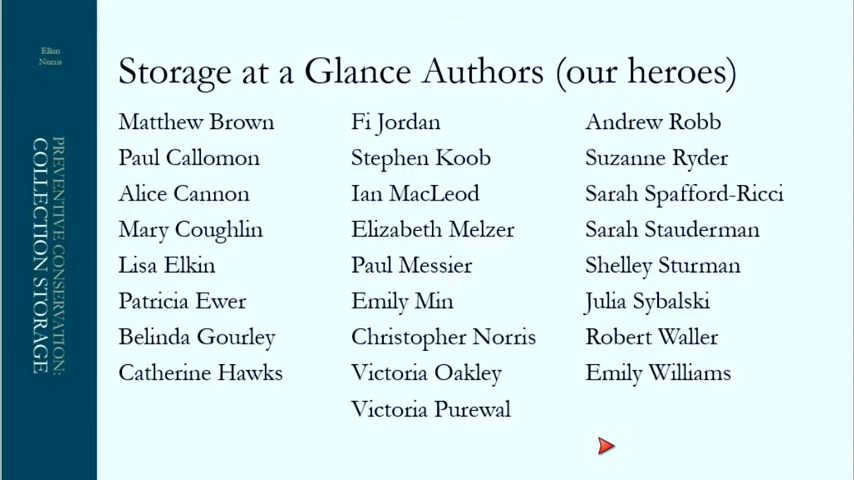 Elkin
Norris
PREVENTIVE CONSERVATION:
COLLECTION STORAGE
Storage at a Glance Authors (our heroes)
Matthew Brown
Paul Callomon
Alice Cannon
Mary Coughlin
Lisa Elkin
Patricia Ewer
Belinda Gourley
Catherine Hawks
Fi Jordan
Stephen Koob
Ian MacLeod
Elizabeth Melzer
Paul Messier
Emily Min
Christopher Norris
Victoria Oakley
Victoria Purewal
Andrew Robb
Suzanne Ryder
Sarah Spafford-Ricci
Sarah Stauderman
Shelley Sturman
Julia Sybalski
Robert Waller
Emily Williams